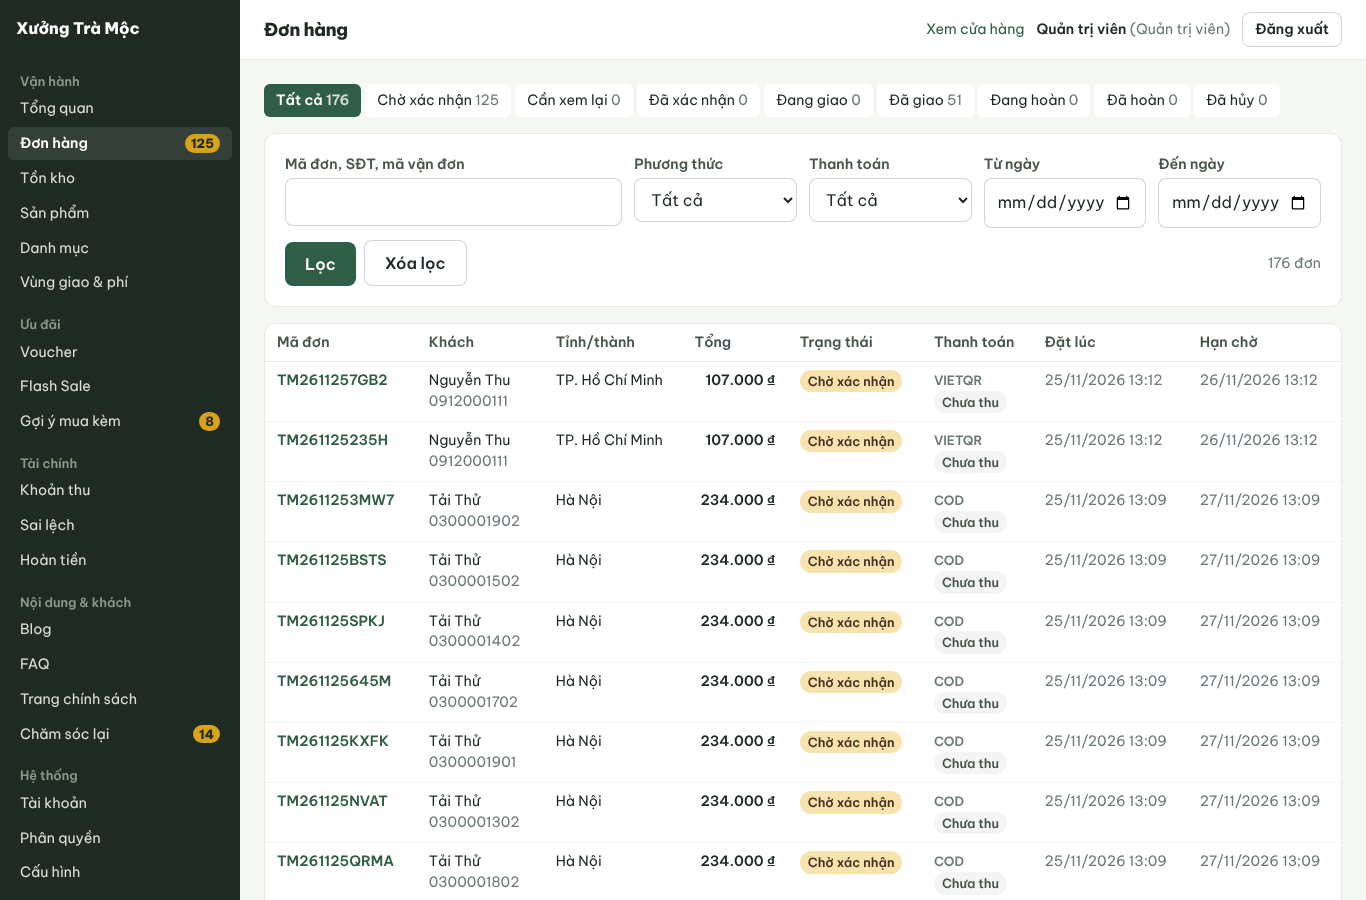 Xưởng Trà Mộc
Vận hành
Tổng quan
Đơn hàng 125
Tồn kho
Sản phẩm
Danh mục
Vùng giao & phí
Ưu đãi
Voucher
Flash Sale
Gợi ý mua kèm 8
Tài chính
Khoản thu
Sai lệch
Hoàn tiền
Nội dung & khách
Blog
FAQ
Trang chính sách
Chăm sóc lại 14
Hệ thống
Tài khoản
Phân quyền
Cấu hình
Đơn hàng
Xem cửa hàng Quản trị viên (Quản trị viên) Đăng xuất
Tất cả 176 Chờ xác nhận 125 Cần xem lại 0 Đã xác nhận 0 Đang giao 0 Đã giao 51 Đang hoàn 0 Đã hoàn 0 Đã hủy 0
Mã đơn, SĐT, mã vận đơn Phương thức Thanh toán Từ ngày Đến ngày
Tất cả Tất cả mm/dd/yyyy mm/dd/yyyy
Lọc Xóa lọc 176 đơn
Mã đơn Khách Tỉnh/thành Tổng Trạng thái Thanh toán Đặt lúc Hạn chờ
TM2611257GB2 Nguyễn Thu TP. Hồ Chí Minh 107.000 ₫ Chờ xác nhận VIETQR 25/11/2026 13:12 26/11/2026 13:12
0912000111 Chưa thu
TM261125235H Nguyễn Thu TP. Hồ Chí Minh 107.000 ₫ Chờ xác nhận VIETQR 25/11/2026 13:12 26/11/2026 13:12
0912000111 Chưa thu
TM2611253MW7 Tải Thử Hà Nội 234.000 ₫ Chờ xác nhận COD 25/11/2026 13:09 27/11/2026 13:09
0300001902 Chưa thu
TM261125BSTS Tải Thử Hà Nội 234.000 ₫ Chờ xác nhận COD 25/11/2026 13:09 27/11/2026 13:09
0300001502 Chưa thu
TM261125SPKJ Tải Thử Hà Nội 234.000 ₫ Chờ xác nhận COD 25/11/2026 13:09 27/11/2026 13:09
0300001402 Chưa thu
TM261125645M Tải Thử Hà Nội 234.000 ₫ Chờ xác nhận COD 25/11/2026 13:09 27/11/2026 13:09
0300001702 Chưa thu
TM261125KXFK Tải Thử Hà Nội 234.000 ₫ Chờ xác nhận COD 25/11/2026 13:09 27/11/2026 13:09
0300001901 Chưa thu
TM261125NVAT Tải Thử Hà Nội 234.000 ₫ Chờ xác nhận COD 25/11/2026 13:09 27/11/2026 13:09
0300001302 Chưa thu
TM261125QRMA Tải Thử Hà Nội 234.000 ₫ Chờ xác nhận COD 25/11/2026 13:09 27/11/2026 13:09
0300001802 Chưa thu